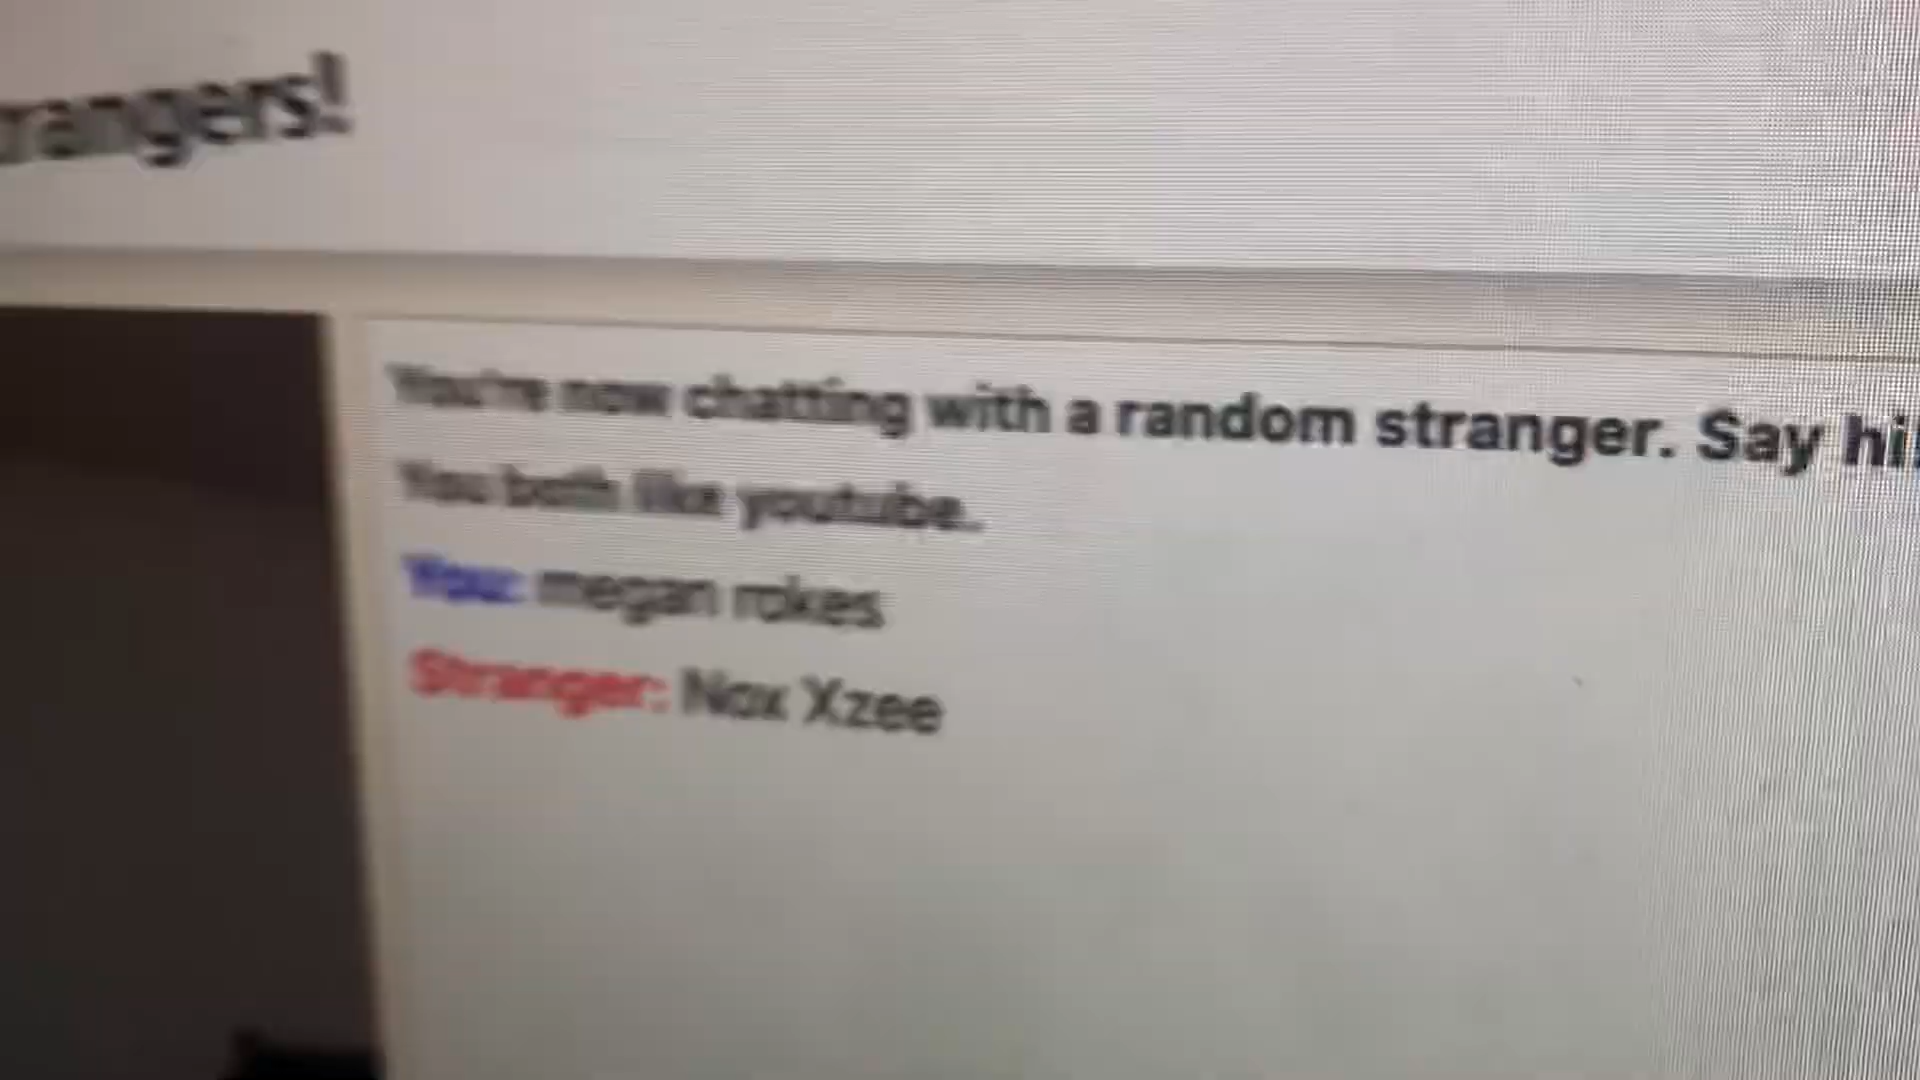 rangers!
You're now chatting with a random stranger. Say hi!
You both like youtube.
You: megan rokes
Stranger: Nox Xzee